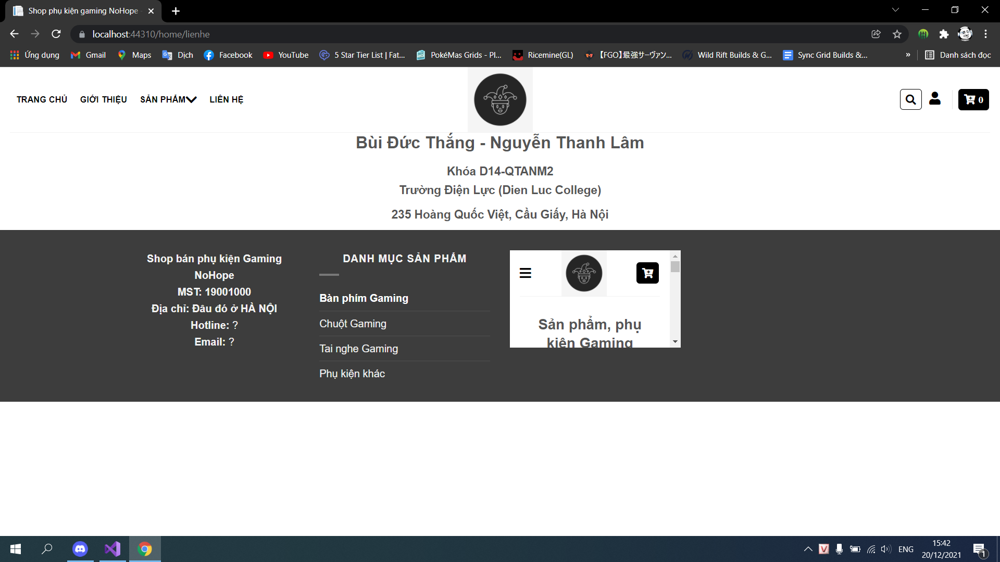 Shop phụ kiện gaming NoHope
localhost:44310/home/lienhe
Ứng dụng
Gmail
Maps
Dịch
Facebook
YouTube
5 Star Tier List | Fat...
PokéMas Grids - Pl...
Ricemine(GL)
【FGO】最強サーヴァン...
Wild Rift Builds & G...
Sync Grid Builds &...
»
Danh sách đọc
TRANG CHỦ
GIỚI THIỆU
SẢN PHẨM
LIÊN HỆ
0
Bùi Đức Thắng - Nguyễn Thanh Lâm
Khóa D14-QTANM2
Trường Điện Lực (Dien Luc College)
235 Hoàng Quốc Việt, Cầu Giấy, Hà Nội
Shop bán phụ kiện Gaming
NoHope
MST: 19001000
Địa chỉ: Đâu đó ở HÀ NỘI
Hotline: ?
Email: ?
DANH MỤC SẢN PHẨM
Bàn phím Gaming
Chuột Gaming
Tai nghe Gaming
Phụ kiện khác
Sản phẩm, phụ
kiện Gaming
ENG
15:42
20/12/2021
1